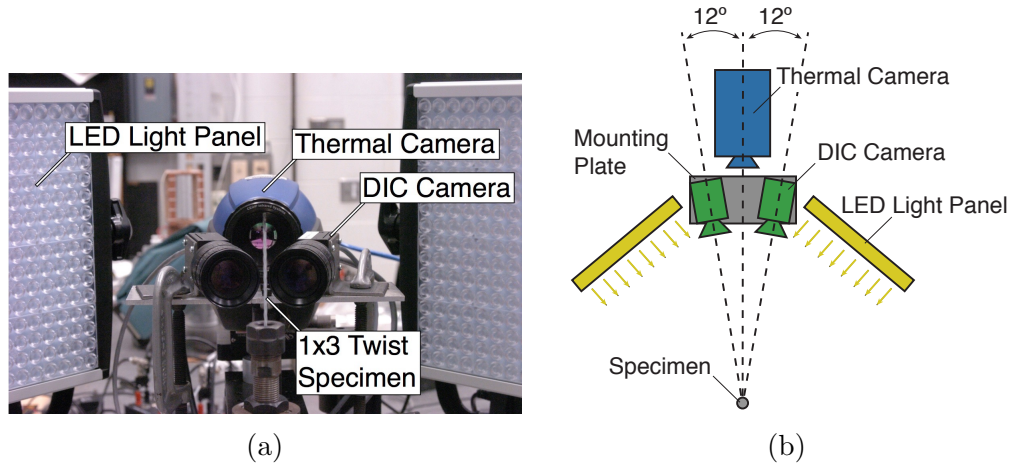 LED Light Panel
Thermal Camera
DIC Camera
1x3 Twist
Specimen
(a)
12º 12º
Thermal Camera
Mounting
Plate
DIC Camera
LED Light Panel
Specimen
(b)